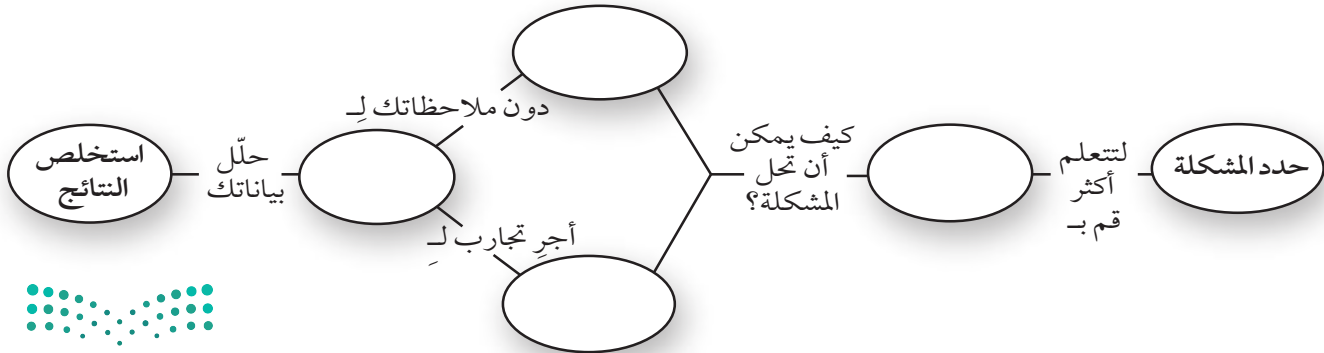 حدد المشكلة
لتتعلم
أكثر
قم بـ
كيف يمكن
أن تحل
المشكلة؟
دون ملاحظاتك لِـ
أجرِ تجارب لـِ
حلّل
بياناتك
استخلص
النتائج